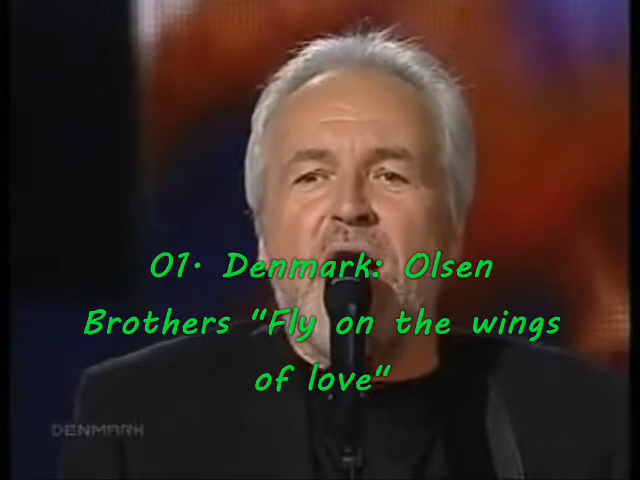 01. Denmark: Olsen
Brothers "Fly on the wings
of love"
DENMARK